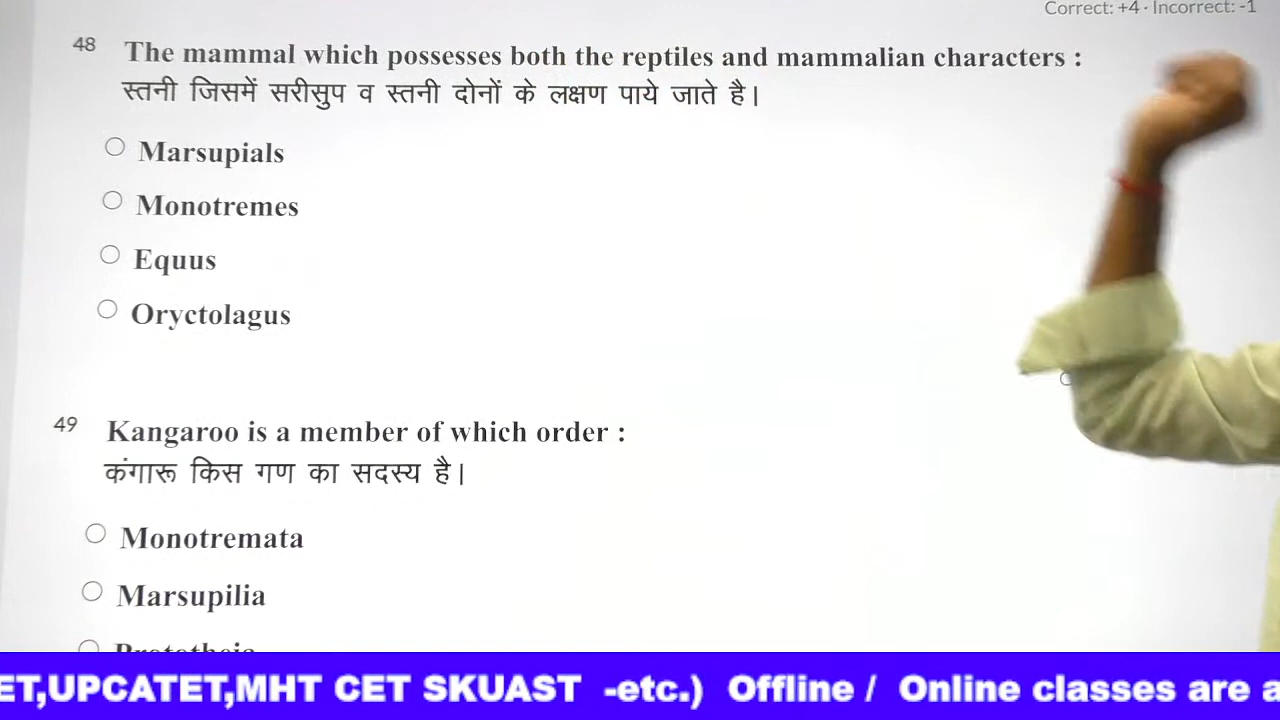 Correct: +4 · Incorrect: -1
48 The mammal which possesses both the reptiles and mammalian characters :
स्तनी जिसमें सरीसुप व स्तनी दोनों के लक्षण पाये जाते है।
Marsupials
Monotremes
Equus
Oryctolagus
49 Kangaroo is a member of which order :
कंगारू किस गण का सदस्य है।
Monotremata
Marsupilia
ET,UPCATET,MHT CET SKUAST -etc.) Offline / Online classes are a